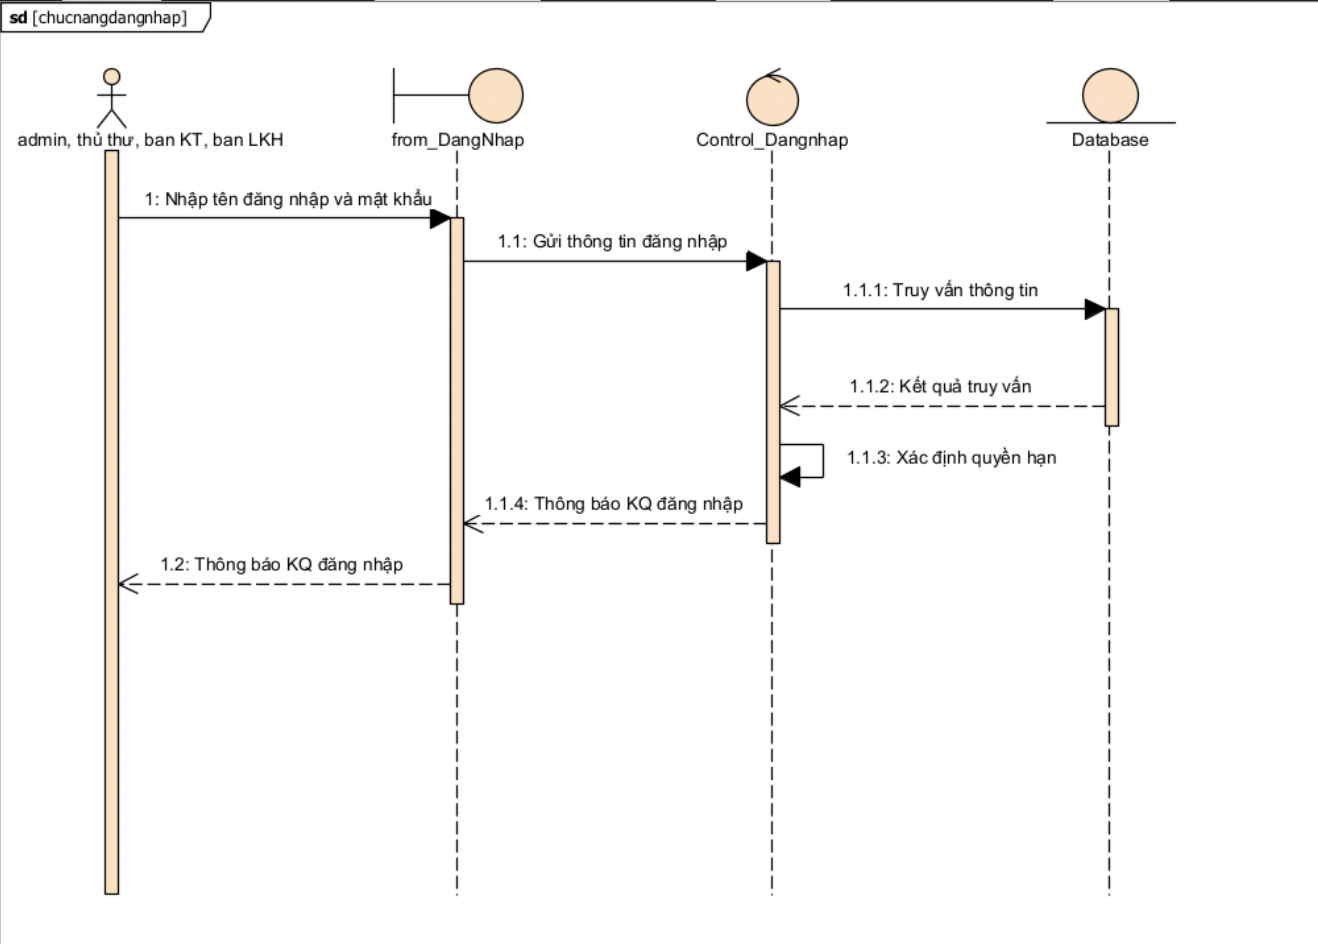 sd [chucnangdangnhap]
admin, thủ thư, ban KT, ban LKH
from_DangNhap
Control_Dangnhap
Database
1: Nhập tên đăng nhập và mật khẩu
1.1: Gửi thông tin đăng nhập
1.1.1: Truy vấn thông tin
1.1.2: Kết quả truy vấn
1.1.3: Xác định quyền hạn
1.1.4: Thông báo KQ đăng nhập
1.2: Thông báo KQ đăng nhập